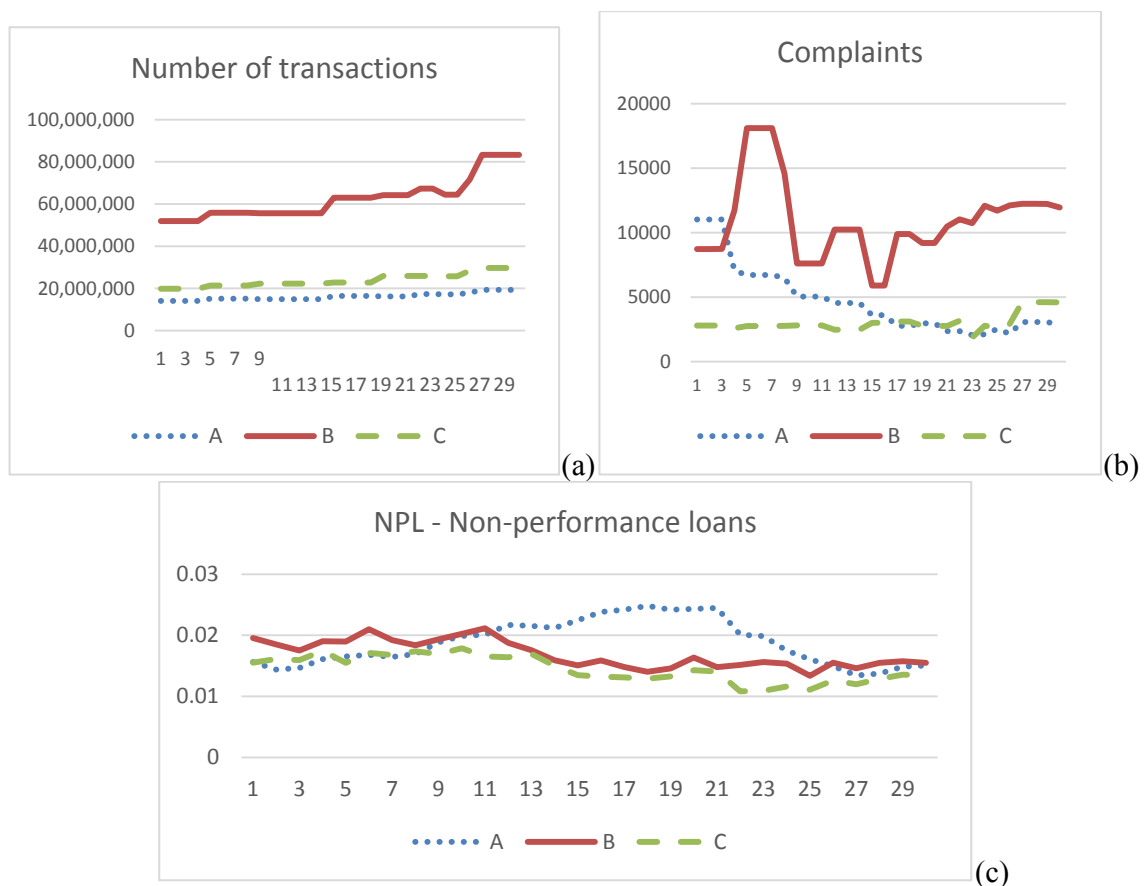 Number of transactions
100,000,000
80,000,000
60,000,000
40,000,000
20,000,000
0
1 3 5 7 9
11 13 15 17 19 21 23 25 27 29
A B C
(a)
Complaints
20000
15000
10000
5000
0
1 3 5 7 9 11 13 15 17 19 21 23 25 27 29
A B C
(b)
NPL - Non-performance loans
0.03
0.02
0.01
0
1 3 5 7 9 11 13 15 17 19 21 23 25 27 29
A B C
(c)